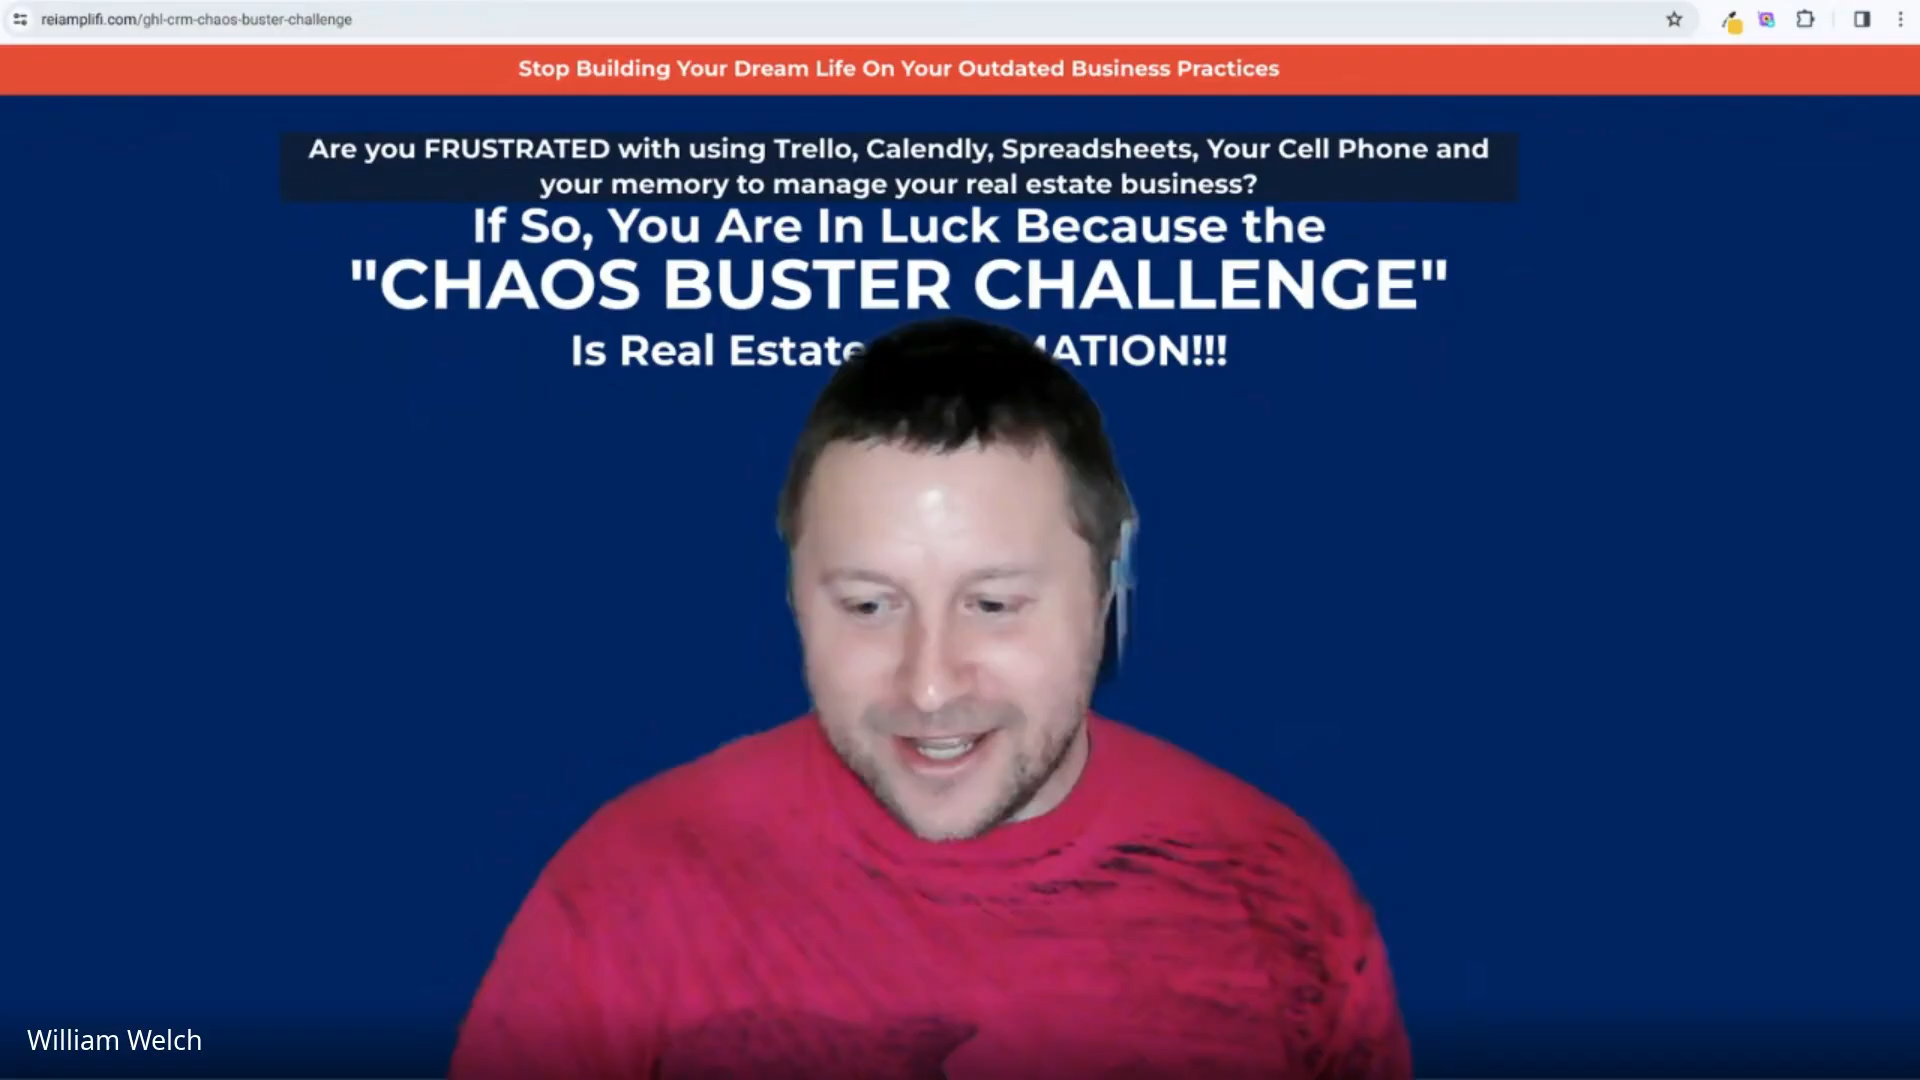 reiamplifi.com/ghl-crm-chaos-buster-challenge
Stop Building Your Dream Life On Your Outdated Business Practices
Are you FRUSTRATED with using Trello, Calendly, Spreadsheets, Your Cell Phone and
your memory to manage your real estate business?
If So, You Are In Luck Because the
"CHAOS BUSTER CHALLENGE"
Is Real Estate MATION!!!
William Welch